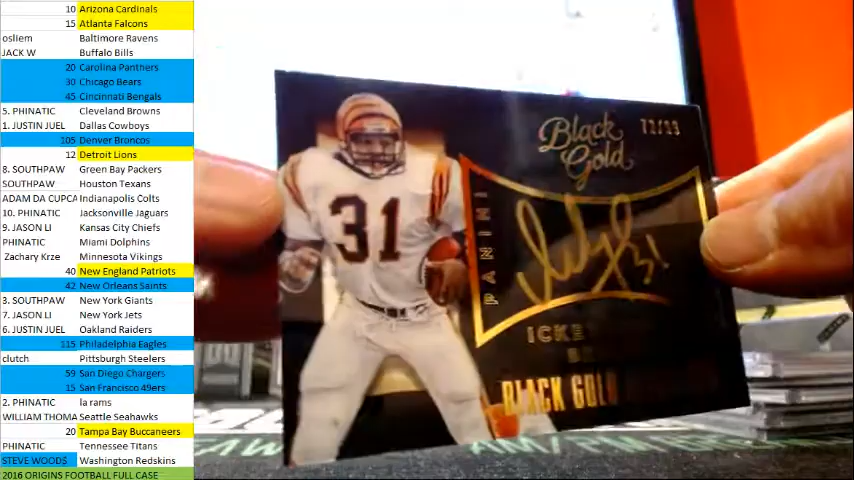 10 Arizona Cardinals
15 Atlanta Falcons
osliem Baltimore Ravens
JACK W Buffalo Bills
20 Carolina Panthers
30 Chicago Bears
45 Cincinnati Bengals
5. PHINATIC Cleveland Browns
1. JUSTIN JUEL Dallas Cowboys
105 Denver Broncos
12 Detroit Lions
8. SOUTHPAW Green Bay Packers
SOUTHPAW Houston Texans
ADAM DA CUPCA Indianapolis Colts
10. PHINATIC Jacksonville Jaguars
9. JASON LI Kansas City Chiefs
PHINATIC Miami Dolphins
Zachary Krze Minnesota Vikings
40 New England Patriots
42 New Orleans Saints
3. SOUTHPAW New York Giants
7. JASON LI New York Jets
6. JUSTIN JUEL Oakland Raiders
115 Philadelphia Eagles
clutch Pittsburgh Steelers
59 San Diego Chargers
15 San Francisco 49ers
2. PHINATIC la rams
WILLIAM THOMA Seattle Seahawks
20 Tampa Bay Buccaneers
PHINATIC Tennessee Titans
STEVE WOODS Washington Redskins
2016 ORIGINS FOOTBALL FULL CASE
Black
Gold
PANINI
31
31
ICKEY
BLACK GOLD